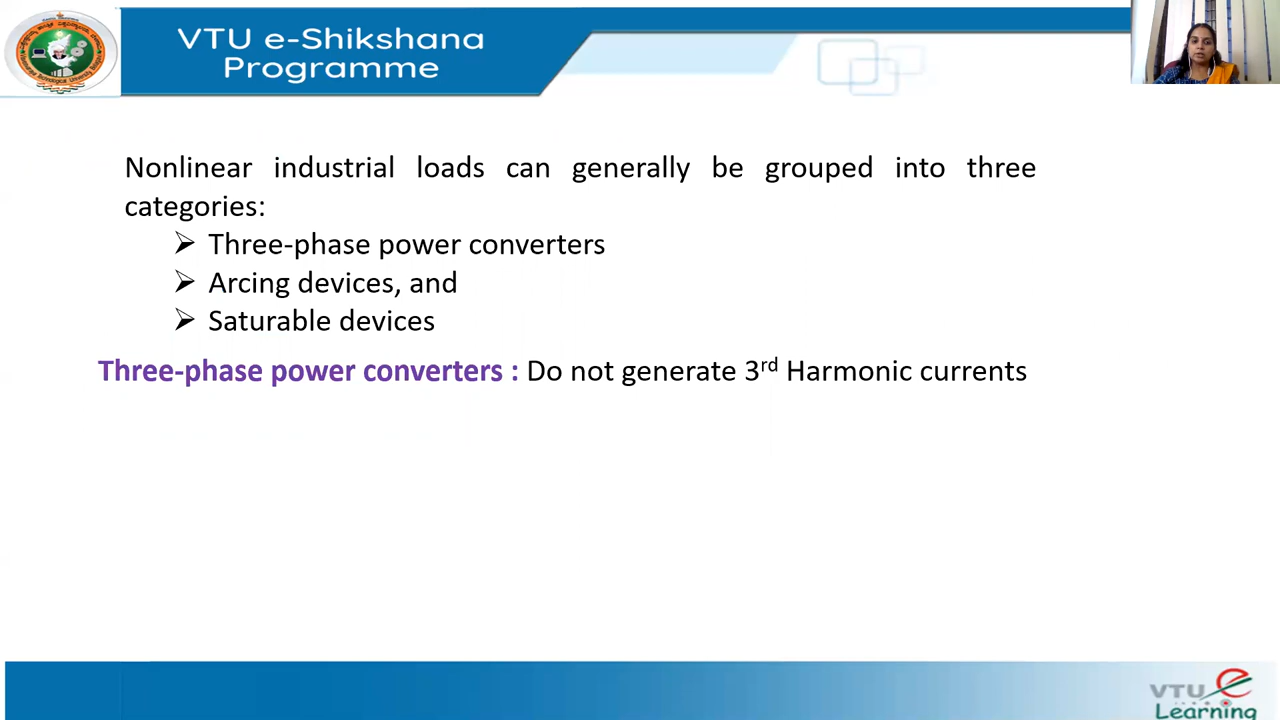 VTU e-Shikshana
Programme
Nonlinear industrial loads can generally be grouped into three
categories:
➢ Three-phase power converters
➢ Arcing devices, and
➢ Saturable devices
Three-phase power converters : Do not generate 3rd Harmonic currents
VTU
Learning